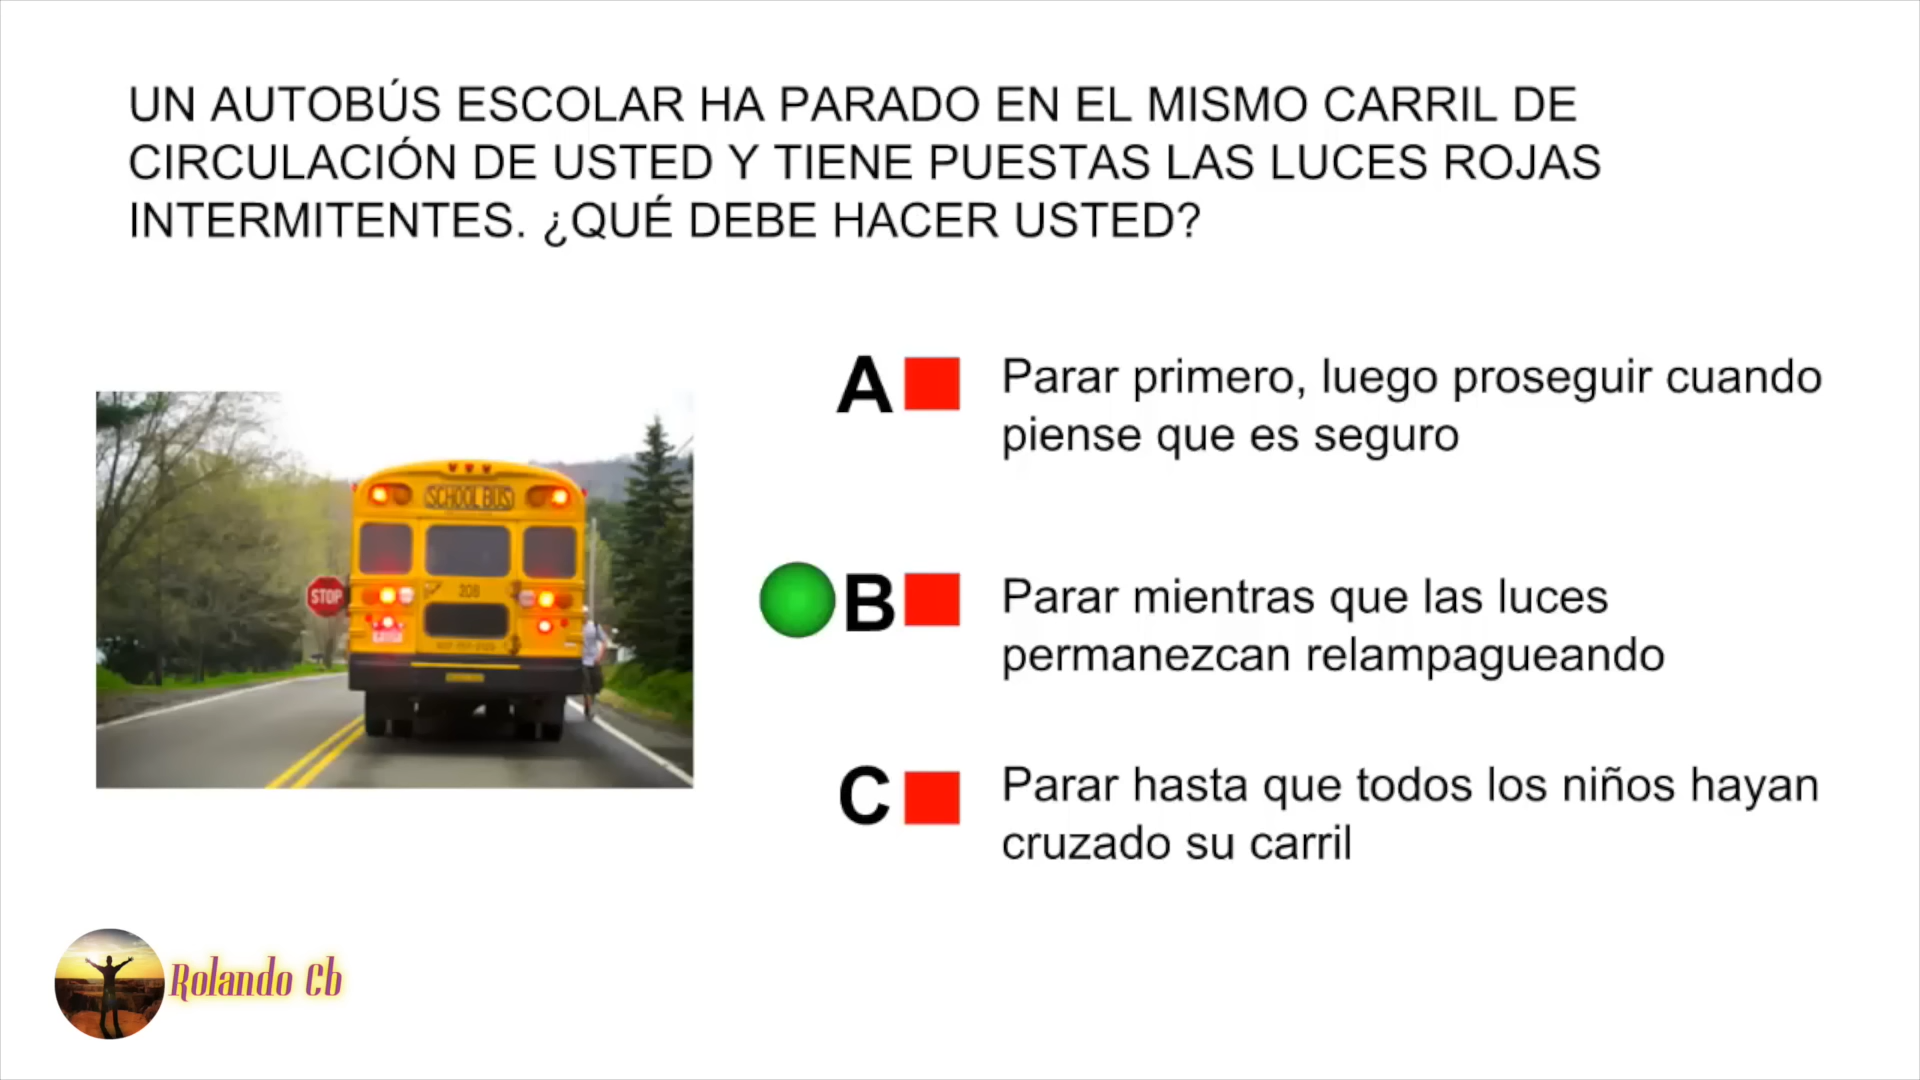 UN AUTOBÚS ESCOLAR HA PARADO EN EL MISMO CARRIL DE
CIRCULACIÓN DE USTED Y TIENE PUESTAS LAS LUCES ROJAS
INTERMITENTES. ¿QUÉ DEBE HACER USTED?
A Parar primero, luego proseguir cuando
piense que es seguro
SCHOOL BUS
208
STOP
B Parar mientras que las luces
permanezcan relampagueando
C Parar hasta que todos los niños hayan
cruzado su carril
Rolando Cb